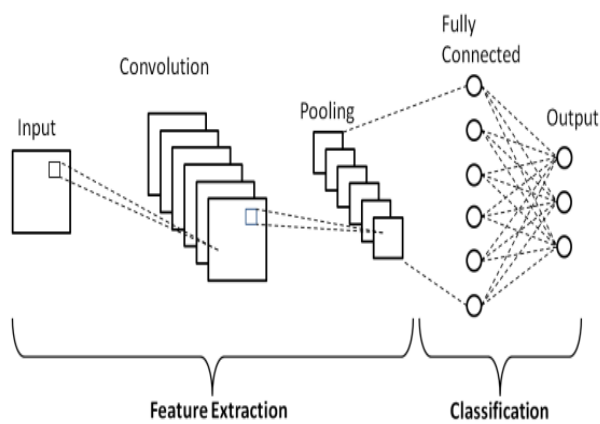 Fully
Connected
Convolution
Pooling
Input
Output
Feature Extraction
Classification